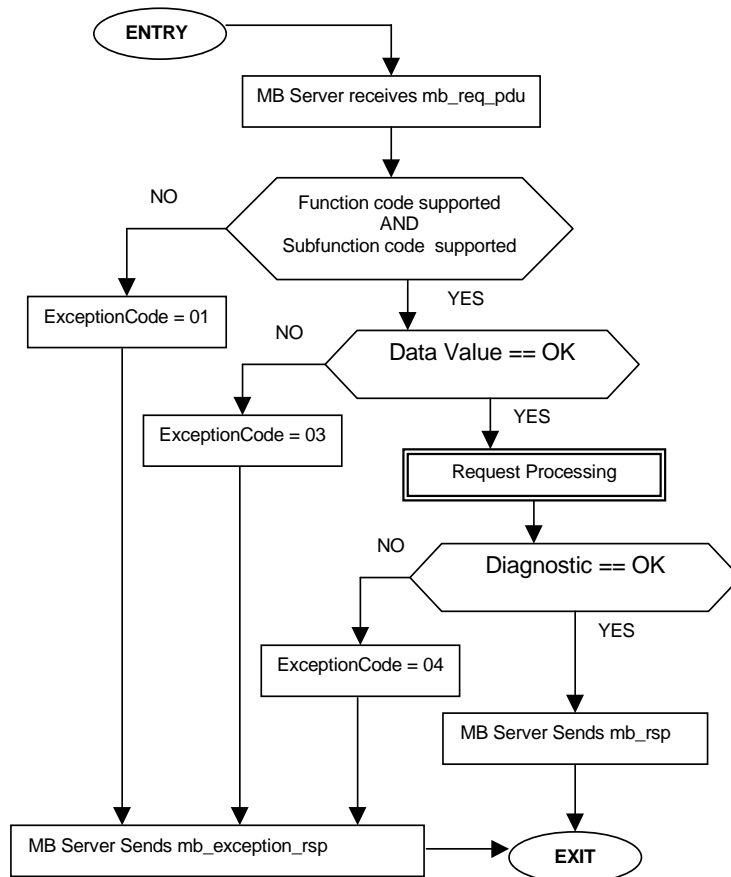 ENTRY
MB Server receives mb_req_pdu
NO
Function code supported
AND
Subfunction code supported
YES
ExceptionCode = 01
NO
Data Value == OK
YES
ExceptionCode = 03
Request Processing
NO
Diagnostic == OK
YES
ExceptionCode = 04
MB Server Sends mb_rsp
MB Server Sends mb_exception_rsp
EXIT